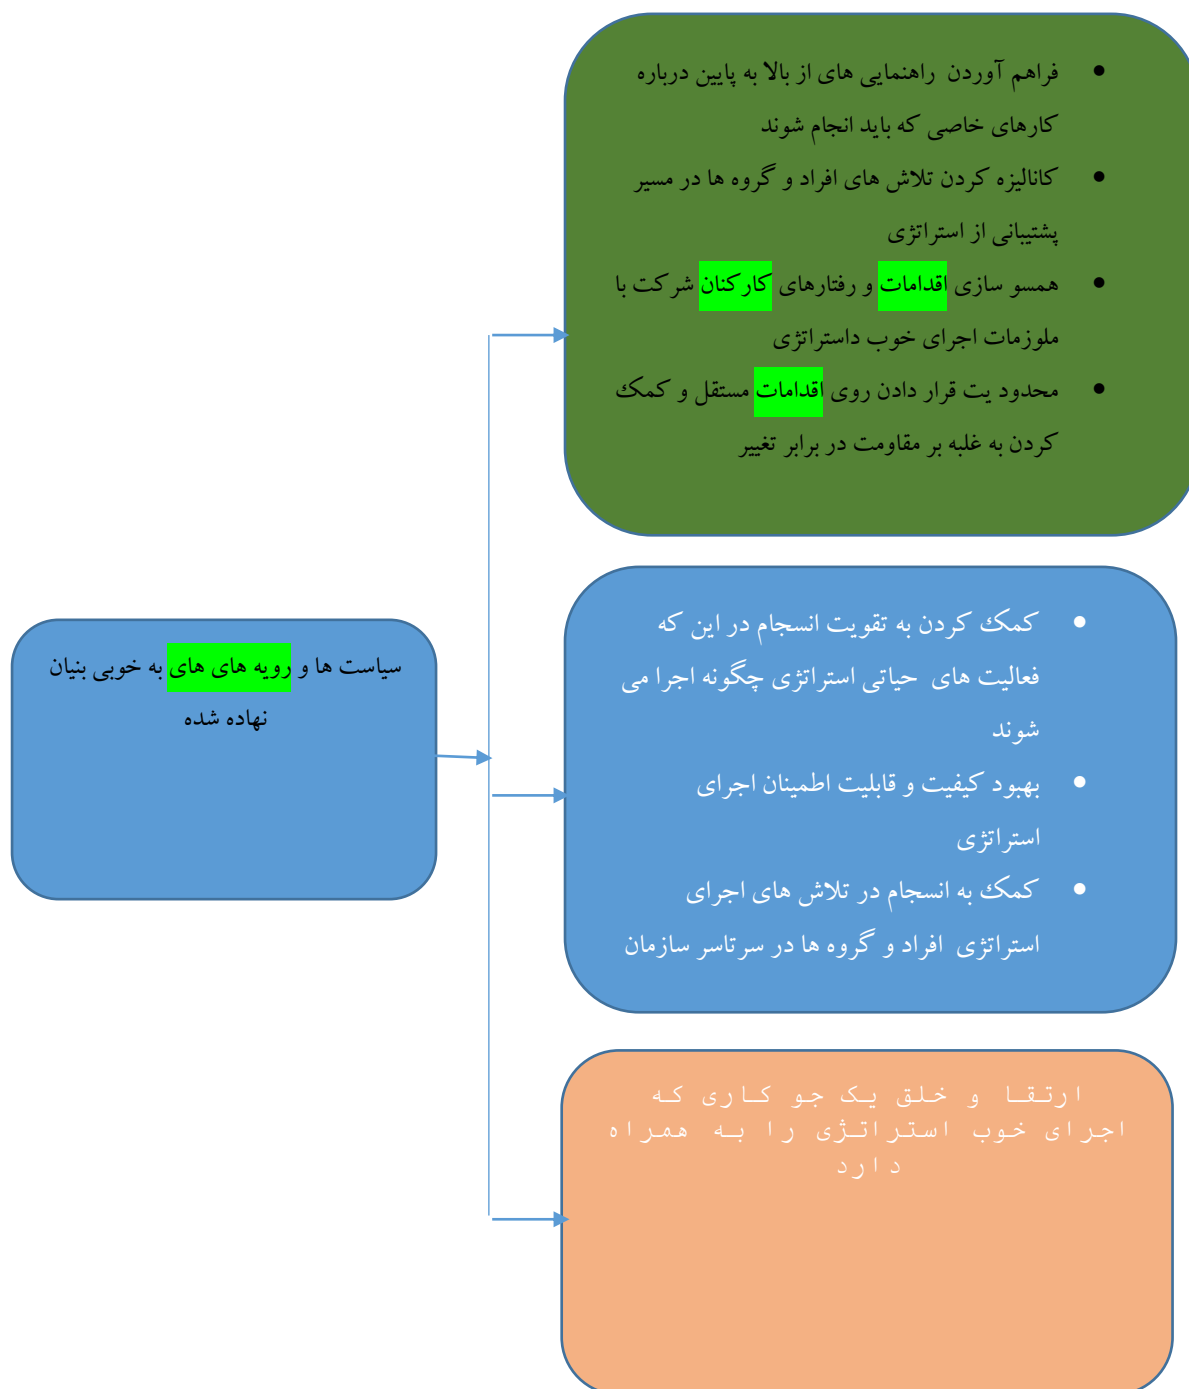 فراهم آوردن راهنمایی های از بالا به پایین درباره
کارهای خاصی که باید انجام شوند
کانالیزه کردن تلاش های افراد و گروه ها در مسیر
پشتیبانی از استراتژی
همسو سازی اقدامات و رفتارهای کارکنان شرکت با
ملوزمات اجرای خوب داستراتژی
محدود یت قرار دادن روی اقدامات مستقل و کمک
کردن به غلبه بر مقاومت در برابر تغییر
سیاست ها و رویه های های به خوبی بنیان
نهاده شده
کمک کردن به تقویت انسجام در این که
فعالیت های حیاتی استراتژی چگونه اجرا می
شوند
بهبود کیفیت و قابلیت اطمینان اجرای
استراتژی
کمک به انسجام در تلاش های اجرای
استراتژی افراد و گروه ها در سرتاسر سازمان
ارتقا و خلق یک جو کاری که
اجرای خوب استراتژی را به همراه
دارد